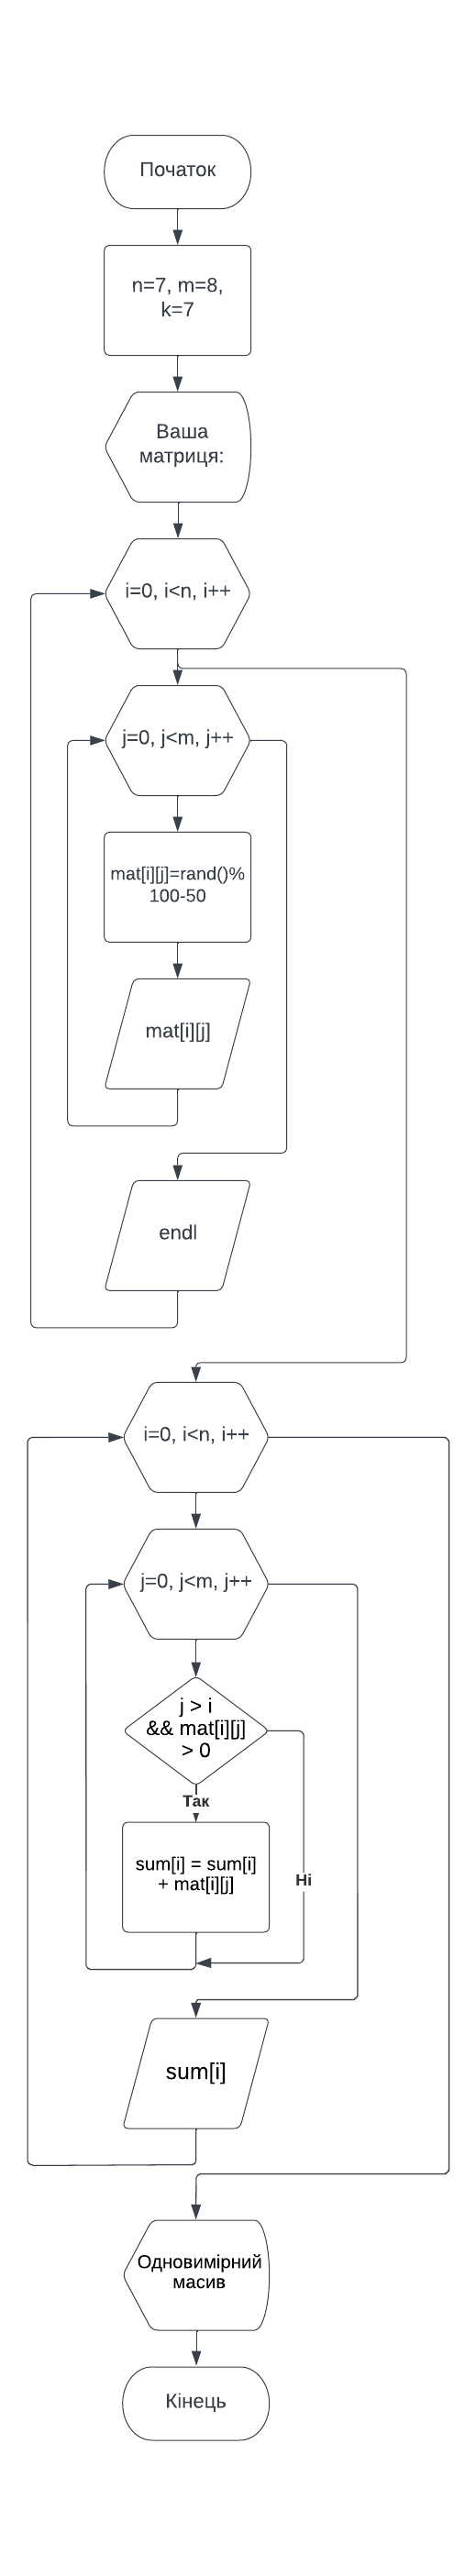 Початок
n=7, m=8,
k=7
Ваша
матриця:
i=0, i<n, i++
j=0, j<m, j++
mat[i][j]=rand()%
100-50
mat[i][j]
endl
i=0, i<n, i++
j=0, j<m, j++
j > i
&& mat[i][j]
> 0
Так
sum[i] = sum[i]
+ mat[i][j]
Ні
sum[i]
Одновимірний
масив
Кінець